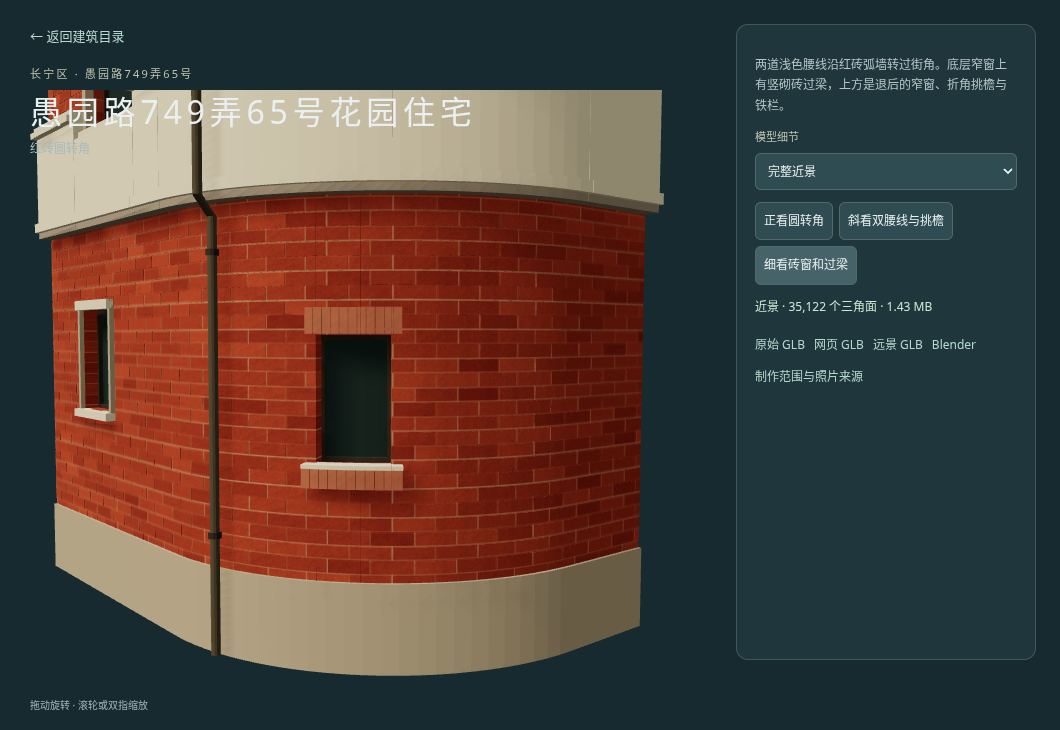 ← 返回建筑目录
长宁区 · 愚园路749弄65号
愚园路749弄65号花园住宅
红砖圆转角
两道浅色腰线沿红砖弧墙转过街角。底层窄窗上
有竖砌砖过梁，上方是退后的窄窗、折角挑檐与
铁栏。
模型细节
完整近景
正看圆转角
斜看双腰线与挑檐
细看砖窗和过梁
近景 · 35,122 个三角面 · 1.43 MB
原始 GLB 网页 GLB 远景 GLB Blender
制作范围与照片来源
拖动旋转 · 滚轮或双指缩放